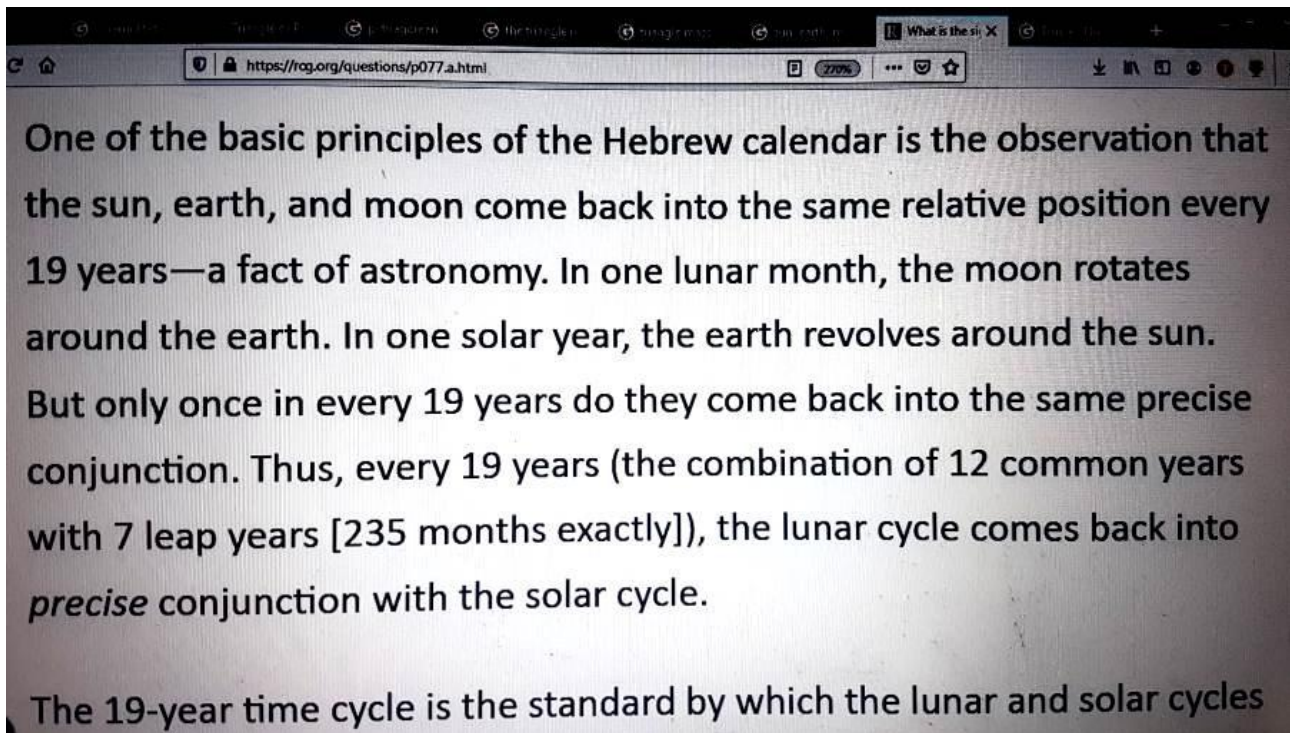 What is the si
https://rcg.org/questions/p077.a.html
270%
One of the basic principles of the Hebrew calendar is the observation that
the sun, earth, and moon come back into the same relative position every
19 years—a fact of astronomy. In one lunar month, the moon rotates
around the earth. In one solar year, the earth revolves around the sun.
But only once in every 19 years do they come back into the same precise
conjunction. Thus, every 19 years (the combination of 12 common years
with 7 leap years [235 months exactly]), the lunar cycle comes back into
precise conjunction with the solar cycle.
The 19-year time cycle is the standard by which the lunar and solar cycles